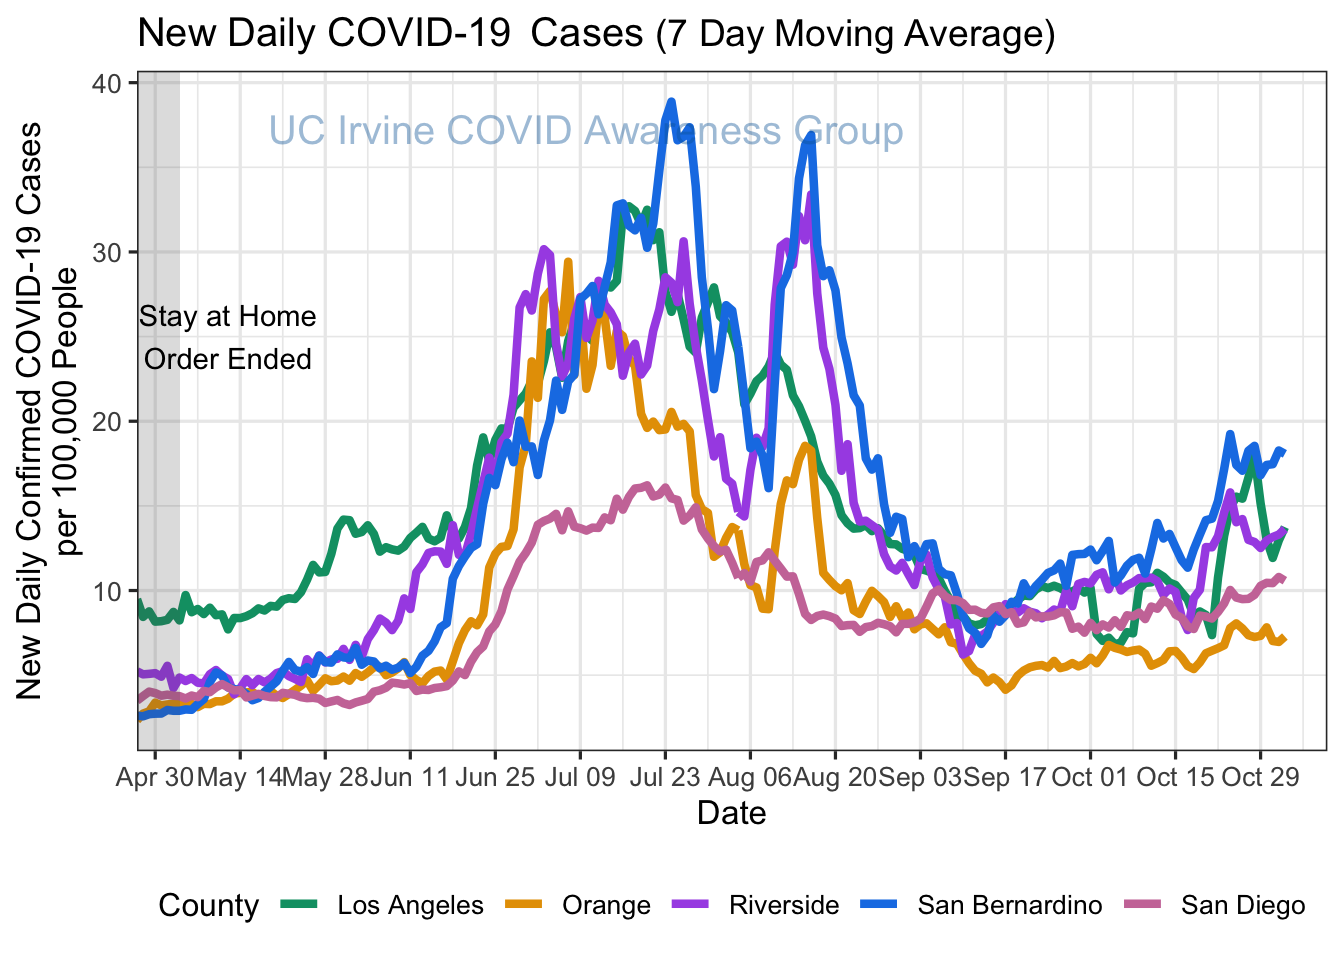 New Daily COVID-19 Cases (7 Day Moving Average)
UC Irvine COVID Awareness Group
New Daily Confirmed COVID-19 Cases
per 100,000 People
40
30
20
10
Stay at Home
Order Ended
Apr 30 May 14 May 28 Jun 11 Jun 25 Jul 09 Jul 23 Aug 06 Aug 20 Sep 03 Sep 17 Oct 01 Oct 15 Oct 29
Date
County Los Angeles Orange Riverside San Bernardino San Diego